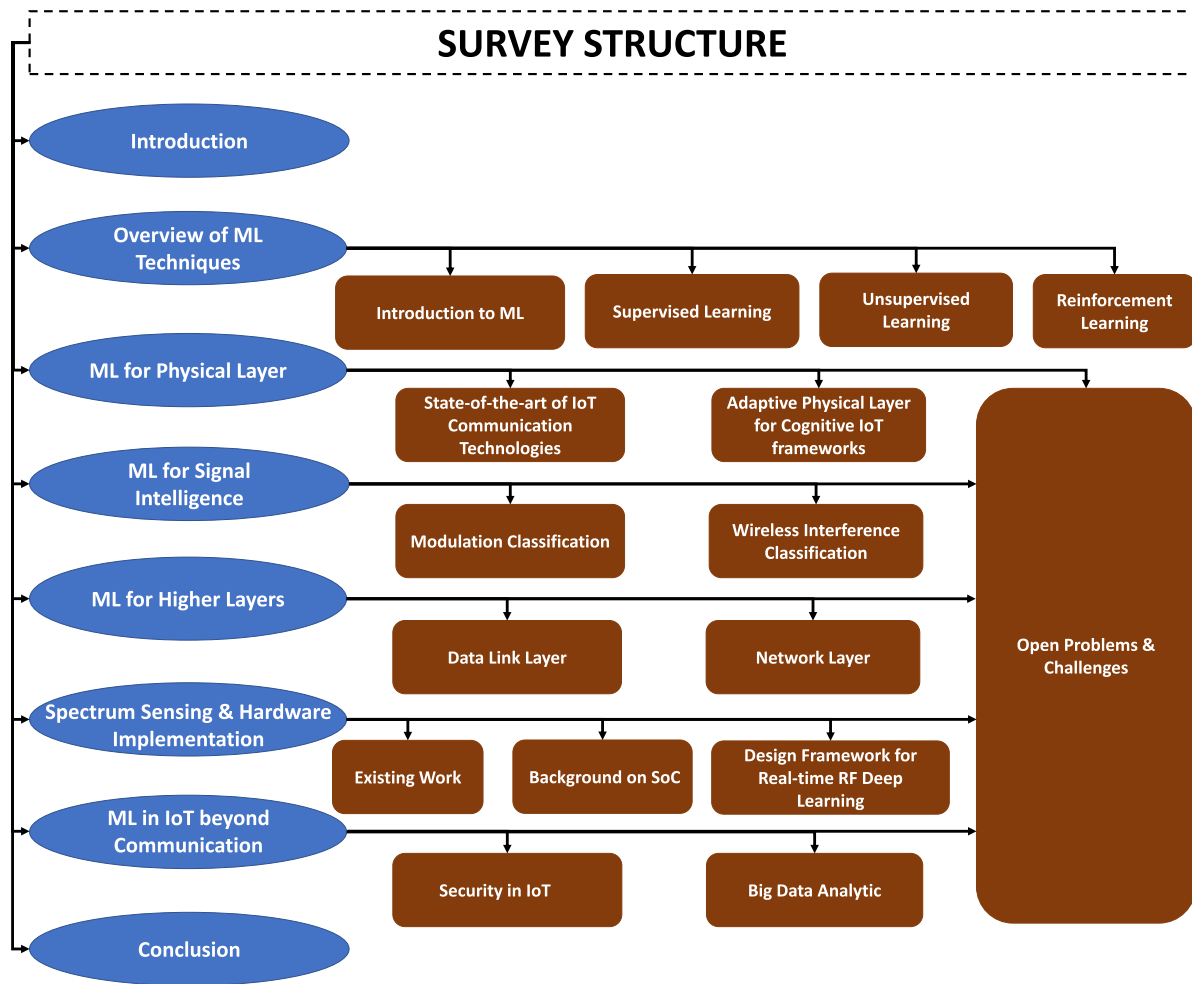 SURVEY STRUCTURE
Introduction
Overview of ML
Techniques
Introduction to ML
Supervised Learning
Unsupervised
Learning
Reinforcement
Learning
ML for Physical Layer
State-of-the-art of IoT
Communication
Technologies
Adaptive Physical Layer
for Cognitive IoT
frameworks
ML for Signal
Intelligence
Modulation Classification
Wireless Interference
Classification
ML for Higher Layers
Data Link Layer
Network Layer
Open Problems &
Challenges
Spectrum Sensing & Hardware
Implementation
Existing Work
Background on SoC
Design Framework for
Real-time RF Deep
Learning
ML in IoT beyond
Communication
Security in IoT
Big Data Analytic
Conclusion